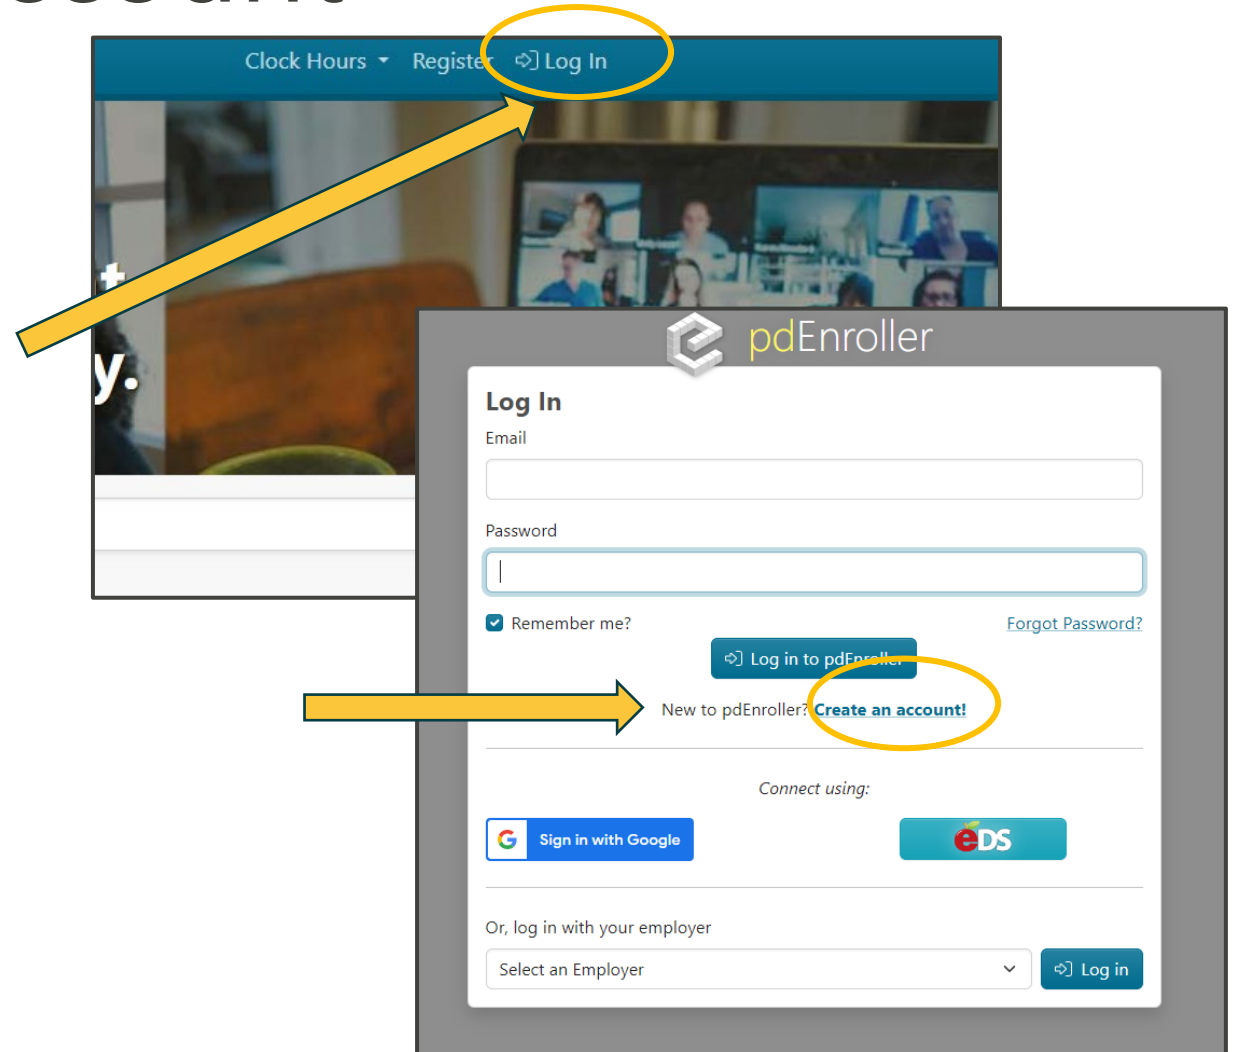 Clock Hours Register Log In
y.
pdEnroller
Log In
Email
Password
Remember me? Forgot Password?
Log in to pdEnroller
New to pdEnroller? Create an account!
Connect using:
G Sign in with Google eDS
Or, log in with your employer
Select an Employer Log in